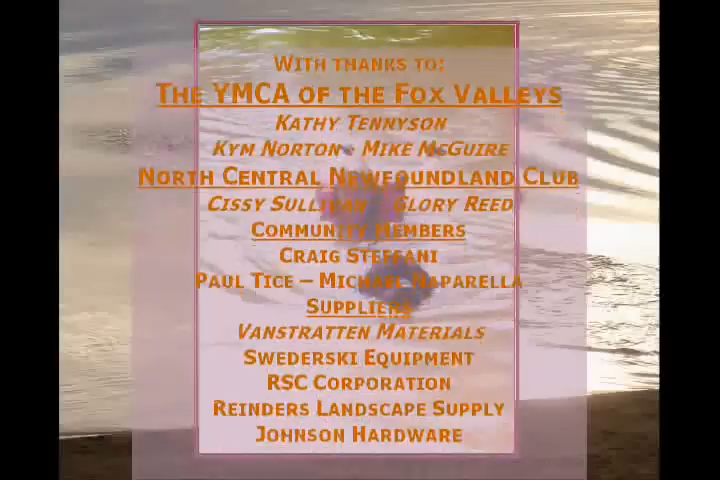 WITH THANKS TO:
THE YMCA OF THE FOX VALLEYS
KATHY TENNYSON
KYM NORTON - MIKE MCGUIRE
NORTH CENTRAL NEWFOUNDLAND CLUB
CISSY SULLIVAN GLORY REED
COMMUNITY MEMBERS
CRAIG STEFFANI
PAUL TICE – MICHAEL NAPARELLA
SUPPLIERS
VANSTRATTEN MATERIALS
SWEDERSKI EQUIPMENT
RSC CORPORATION
REINDERS LANDSCAPE SUPPLY
JOHNSON HARDWARE